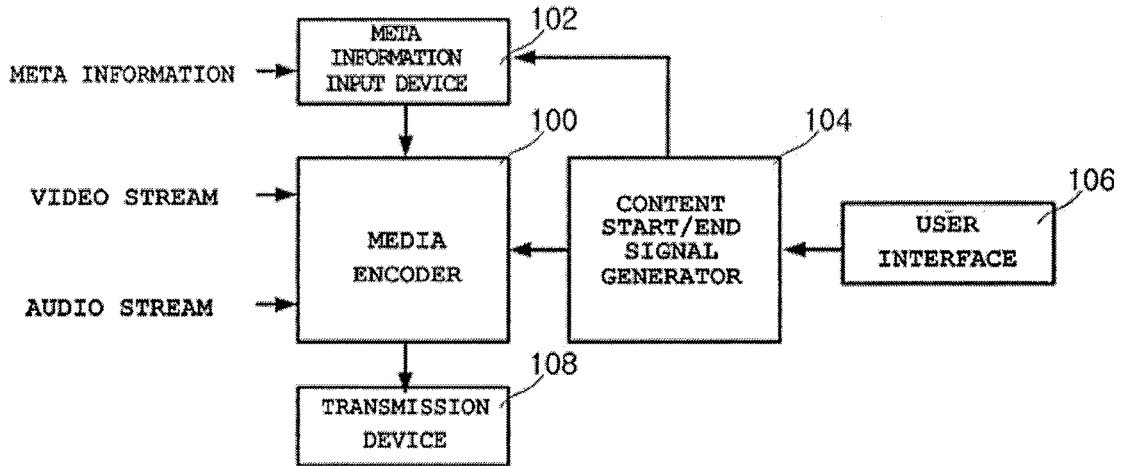 META
INFORMATION
INPUT DEVICE
102
META INFORMATION
100
104
106
VIDEO STREAM
MEDIA
ENCODER
CONTENT
START/END
SIGNAL
GENERATOR
USER
INTERFACE
AUDIO STREAM
108
TRANSMISSION
DEVICE